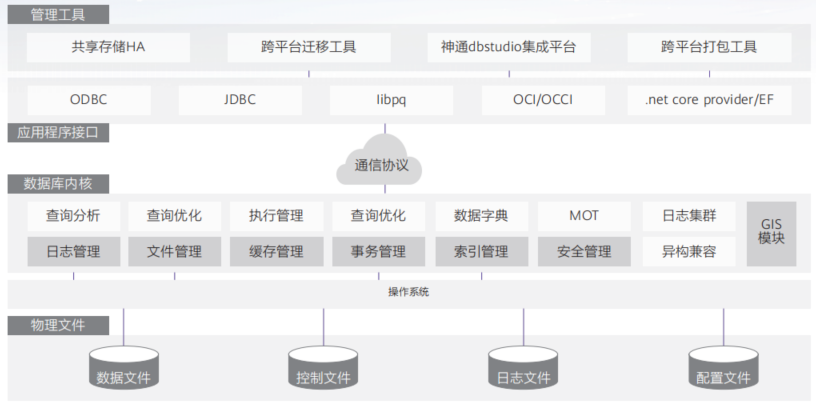 管理工具
共享存储HA 跨平台迁移工具 神通dbstudio集成平台 跨平台打包工具
ODBC JDBC libpq OCI/OCCI .net core provider/EF
应用程序接口
通信协议
数据库内核
查询分析 查询优化 执行管理 查询优化 数据字典 MOT 日志集群
GIS
模块
日志管理 文件管理 缓存管理 事务管理 索引管理 安全管理 异构兼容
操作系统
物理文件
数据文件 控制文件 日志文件 配置文件